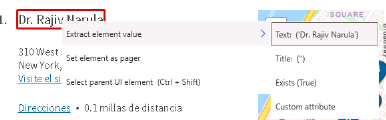 1. Dr. Rajiv Narula
SQUARE
Extract element value
Text: ('Dr. Rajiv Narula')
310 West
New York,
Set element as pager
Title: ('')
Visite el si
Select parent UI element (Ctrl + Shift)
Exists (True)
Direcciones • 0.1 millas de distancia
Custom attribute